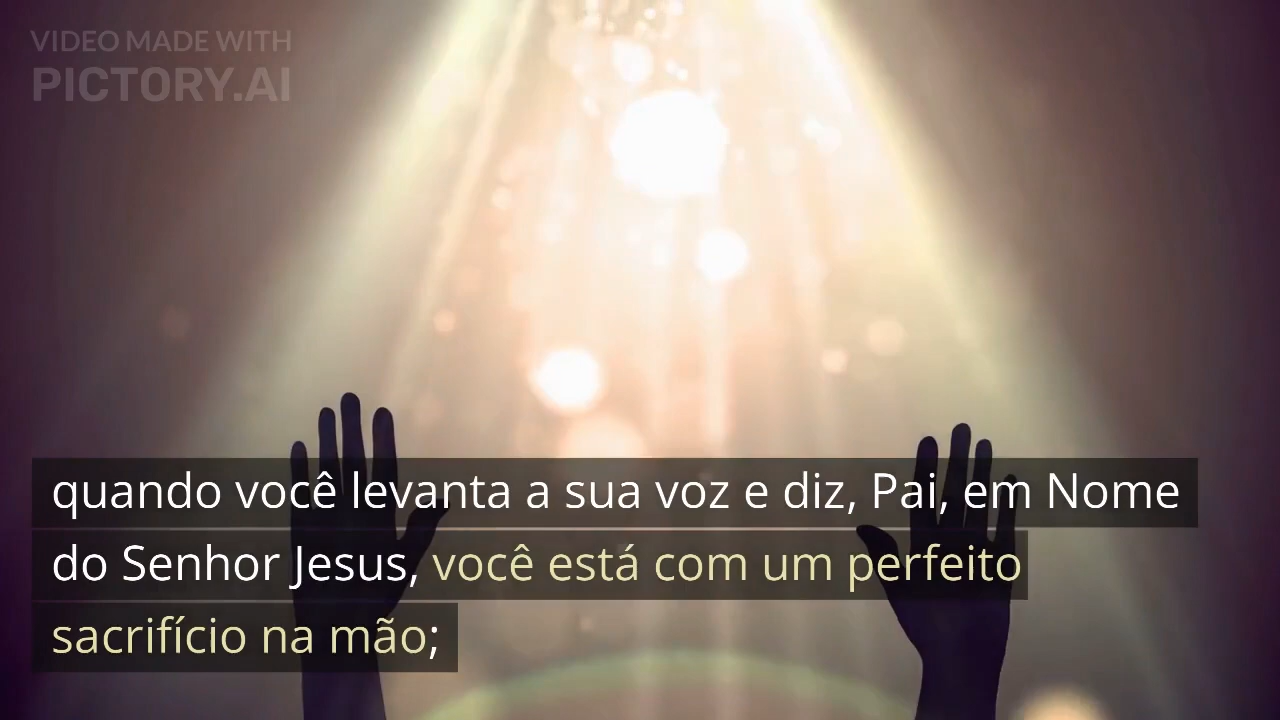 VIDEO MADE WITH
PICTORY.AI
quando você levanta a sua voz e diz, Pai, em Nome
do Senhor Jesus, você está com um perfeito
sacrifício na mão;